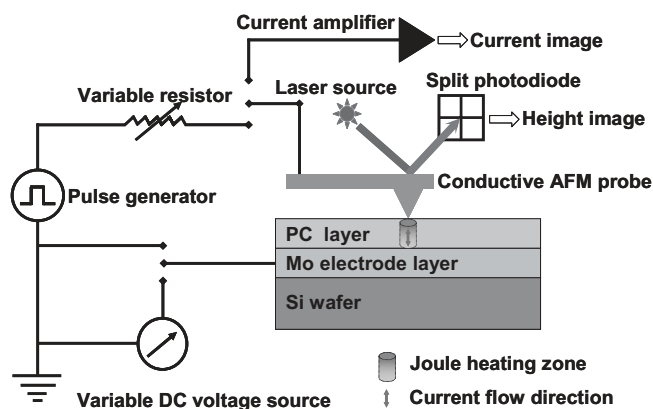 Current amplifier
Current image
Laser source
Split photodiode
Variable resistor
Height image
Pulse generator
Conductive AFM probe
PC layer
Mo electrode layer
Si wafer
Joule heating zone
Variable DC voltage source
Current flow direction